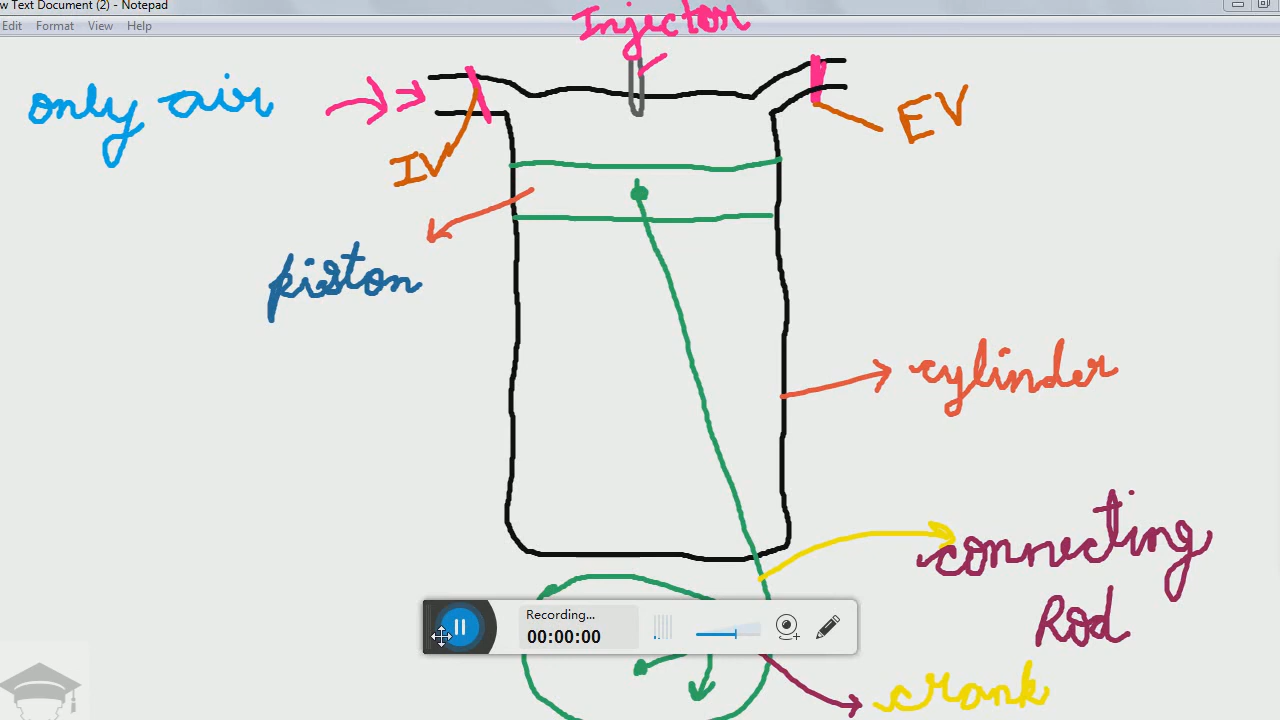 w Text Document (2) - Notepad
Edit Format View Help
Injector
only air
IV
EV
piston
cylinder
connecting
Rod
Recording...
00:00:00
crank